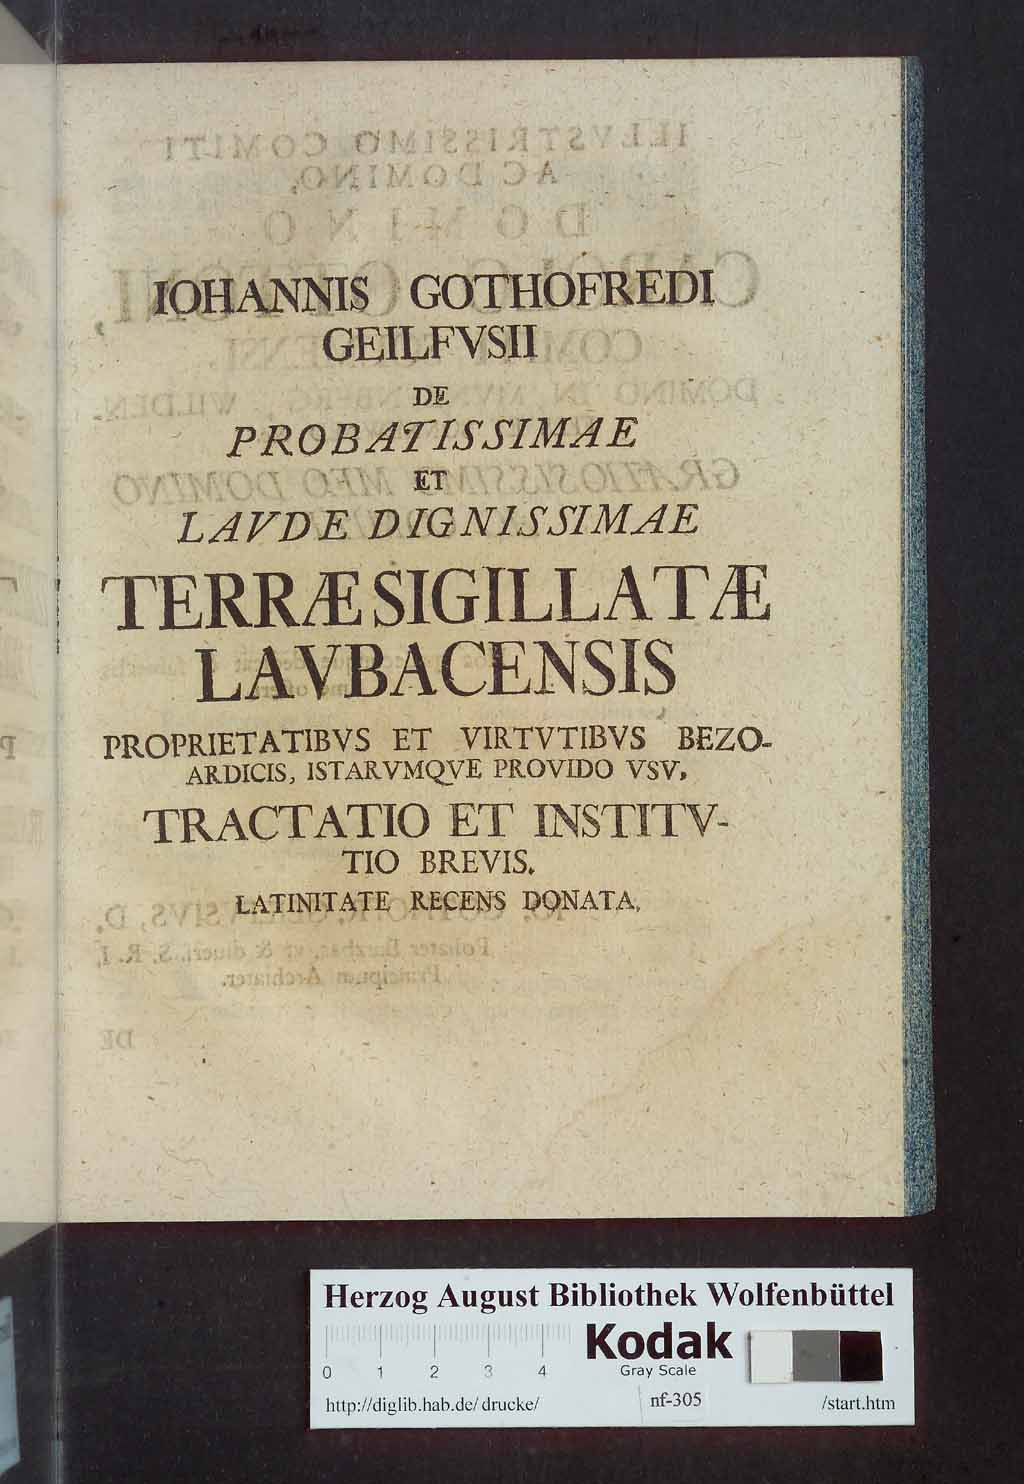 IOHANNIS GOTHOFREDI
GEILFVSII
DE
PROBATISSIMAE
ET
LAVDE DIGNISSIMAE
TERRÆ SIGILLATÆ
LAVBACENSIS
PROPRIETATIBVS ET VIRTVTIBVS BEZO-
ARDICIS, ISTARVMQVE PROVIDO VSV,
TRACTATIO ET INSTITV-
TIO BREVIS.
LATINITATE RECENS DONATA.
Herzog August Bibliothek Wolfenbüttel
0 1 2 3 4
Kodak
Gray Scale
http://diglib.hab.de/drucke/ nf-305 /start.htm